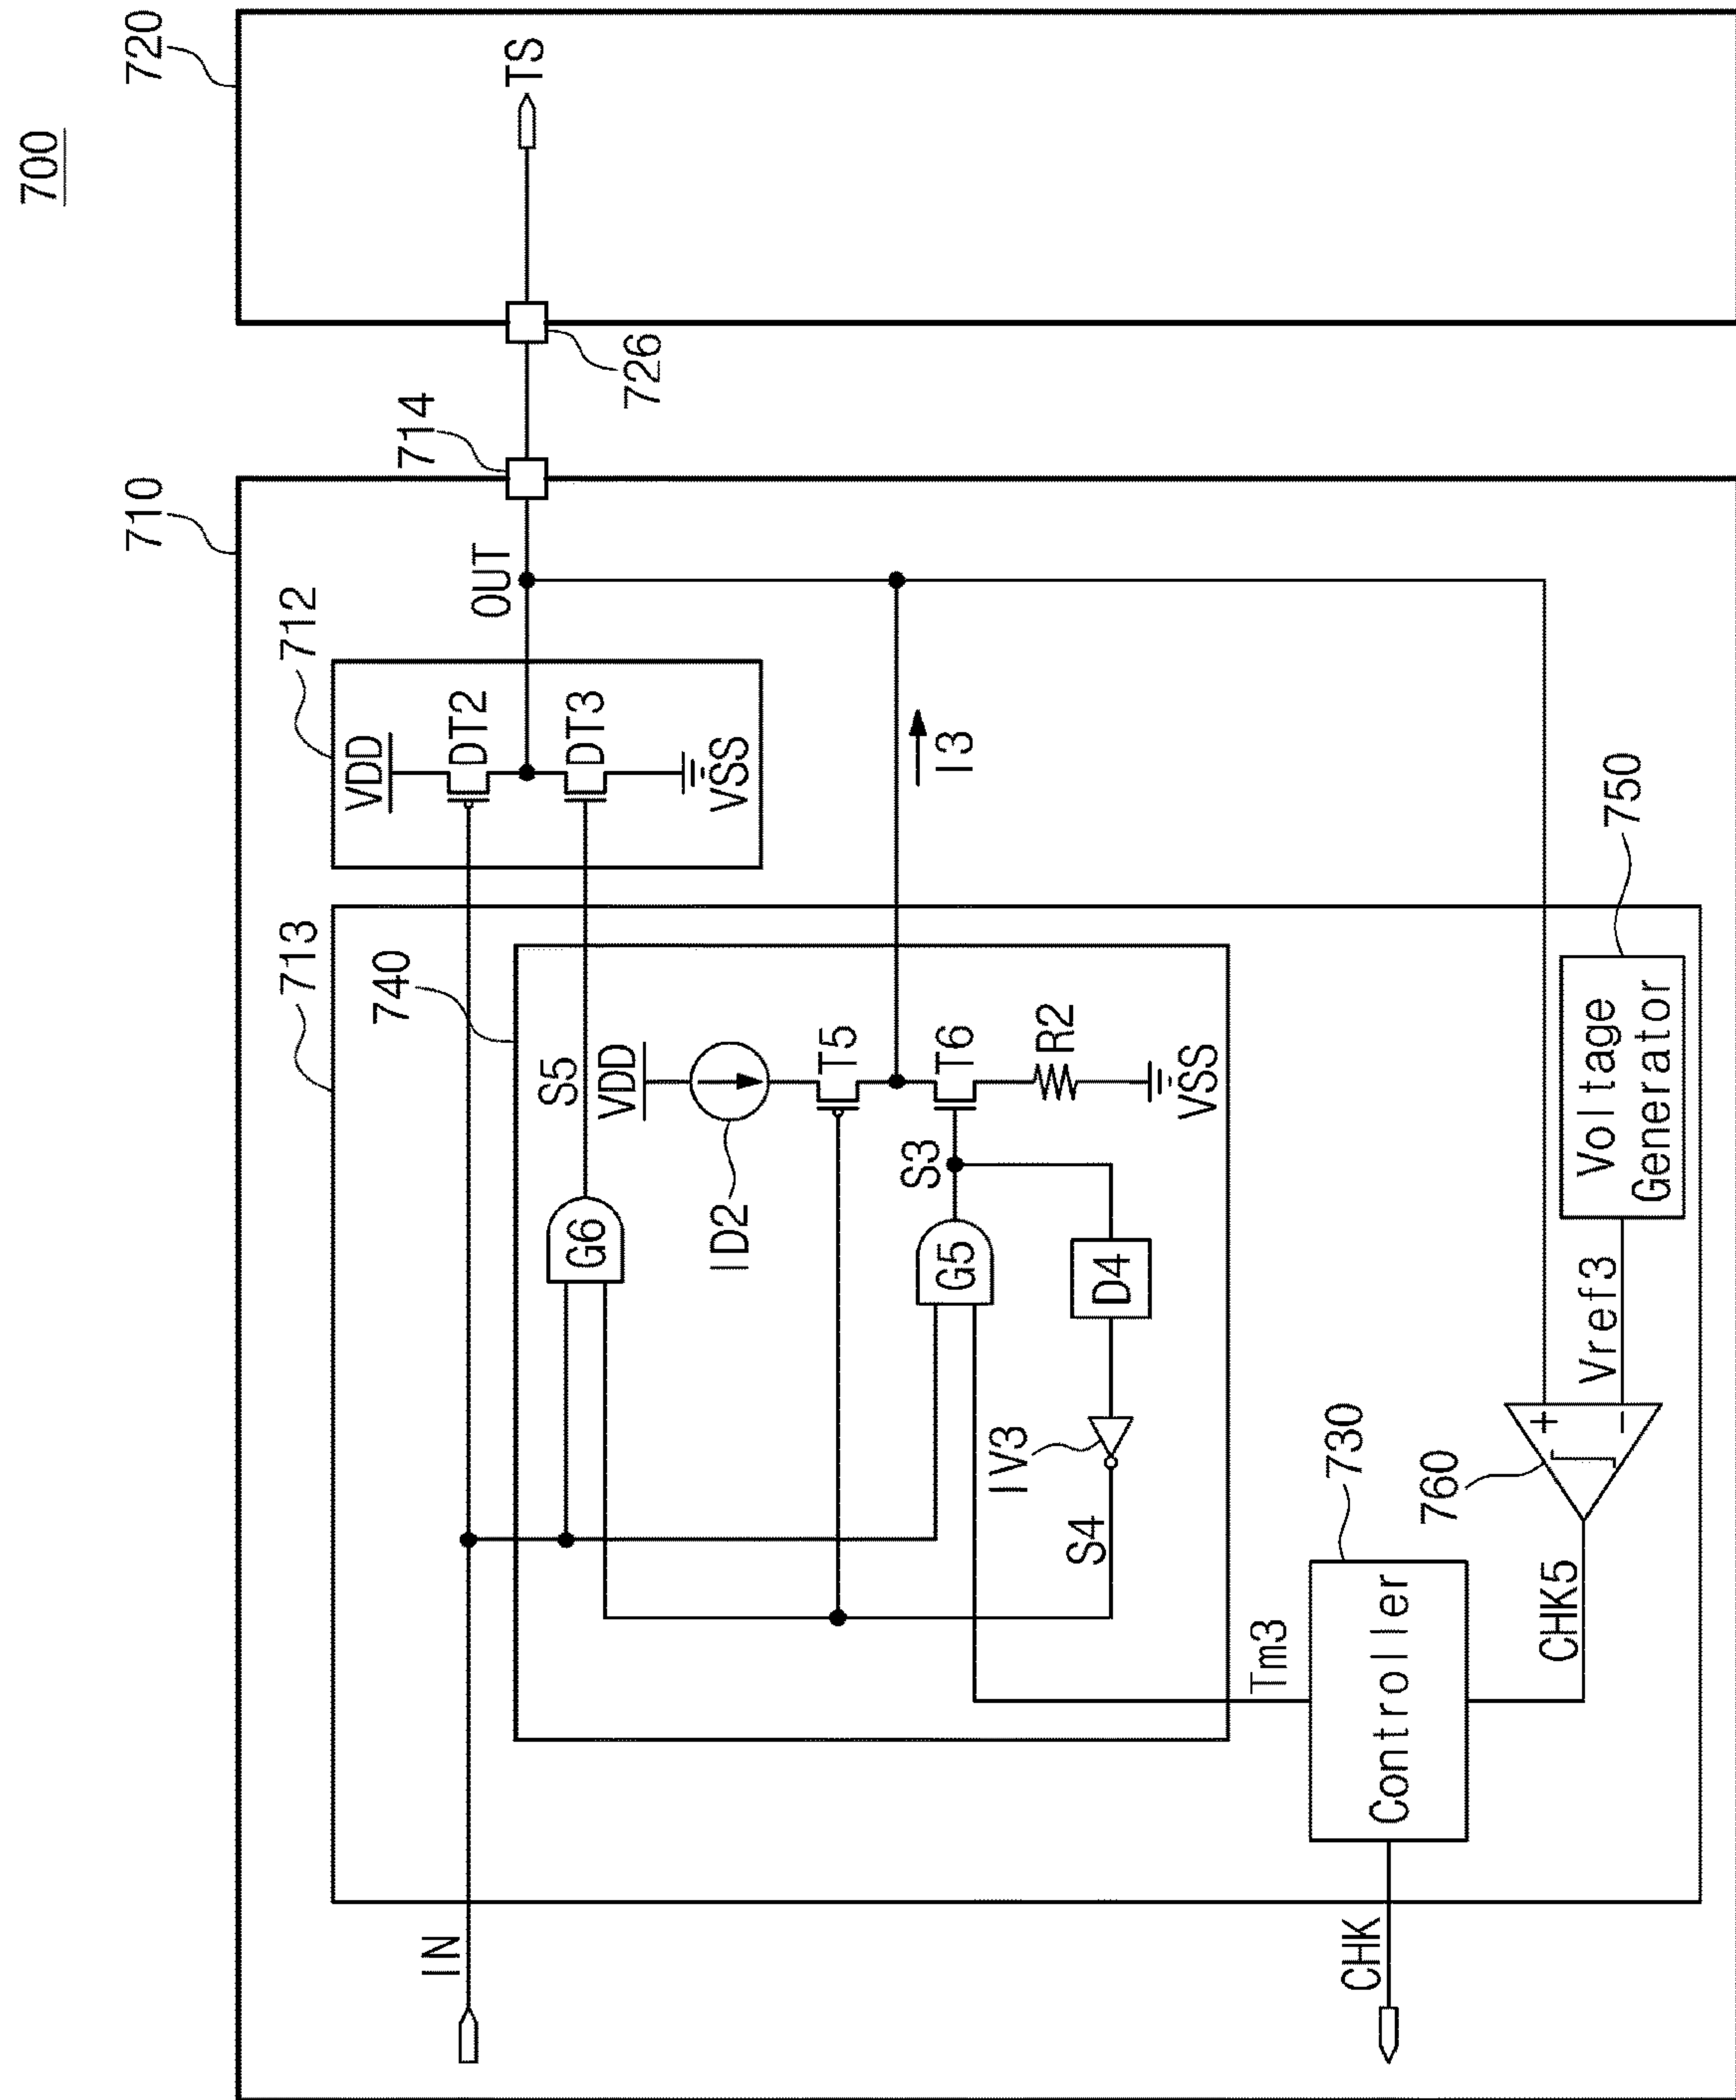 700
710
720
713
712
714
726
740
IN
S5
VDD
DT2
DT3
VSS
OUT
TS
G6
VDD
ID2
T5
T6
R2
VSS
S3
G5
D4
IV3
S4
I3
Tm3
730
Controller
CHK
CHK5
760
+
-
Vref3
750
Voltage
Generator